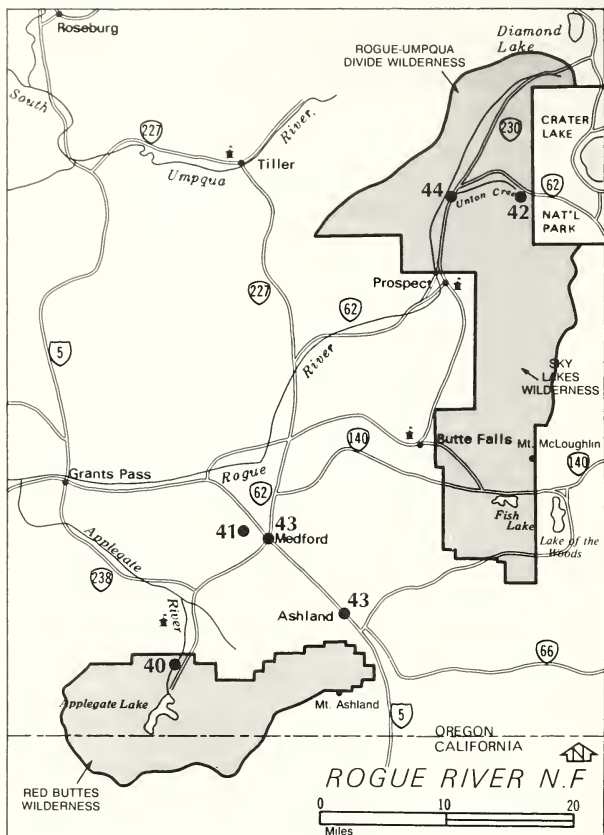 Roseburg
Diamond
Lake
ROGUE-UMPQUA
DIVIDE WILDERNESS
South
227
River.
230
CRATER
LAKE
Tiller
Umpqua
44
Union Creek
42
62
NAT'L
PARK
Prospect
227
62
5
River
SKY
LAKES
WILDERNESS
Butte Falls
Mt. McLoughlin
140
140
Grants Pass
Rogue
62
Fish
Lake
41
43
Medford
Lake of the
Woods
Applegate
238
River
43
Ashland
66
40
Applegate Lake
Mt. Ashland
5
OREGON
CALIFORNIA
N
RED BUTTES
WILDERNESS
ROGUE RIVER N.F
0 10 20
Miles